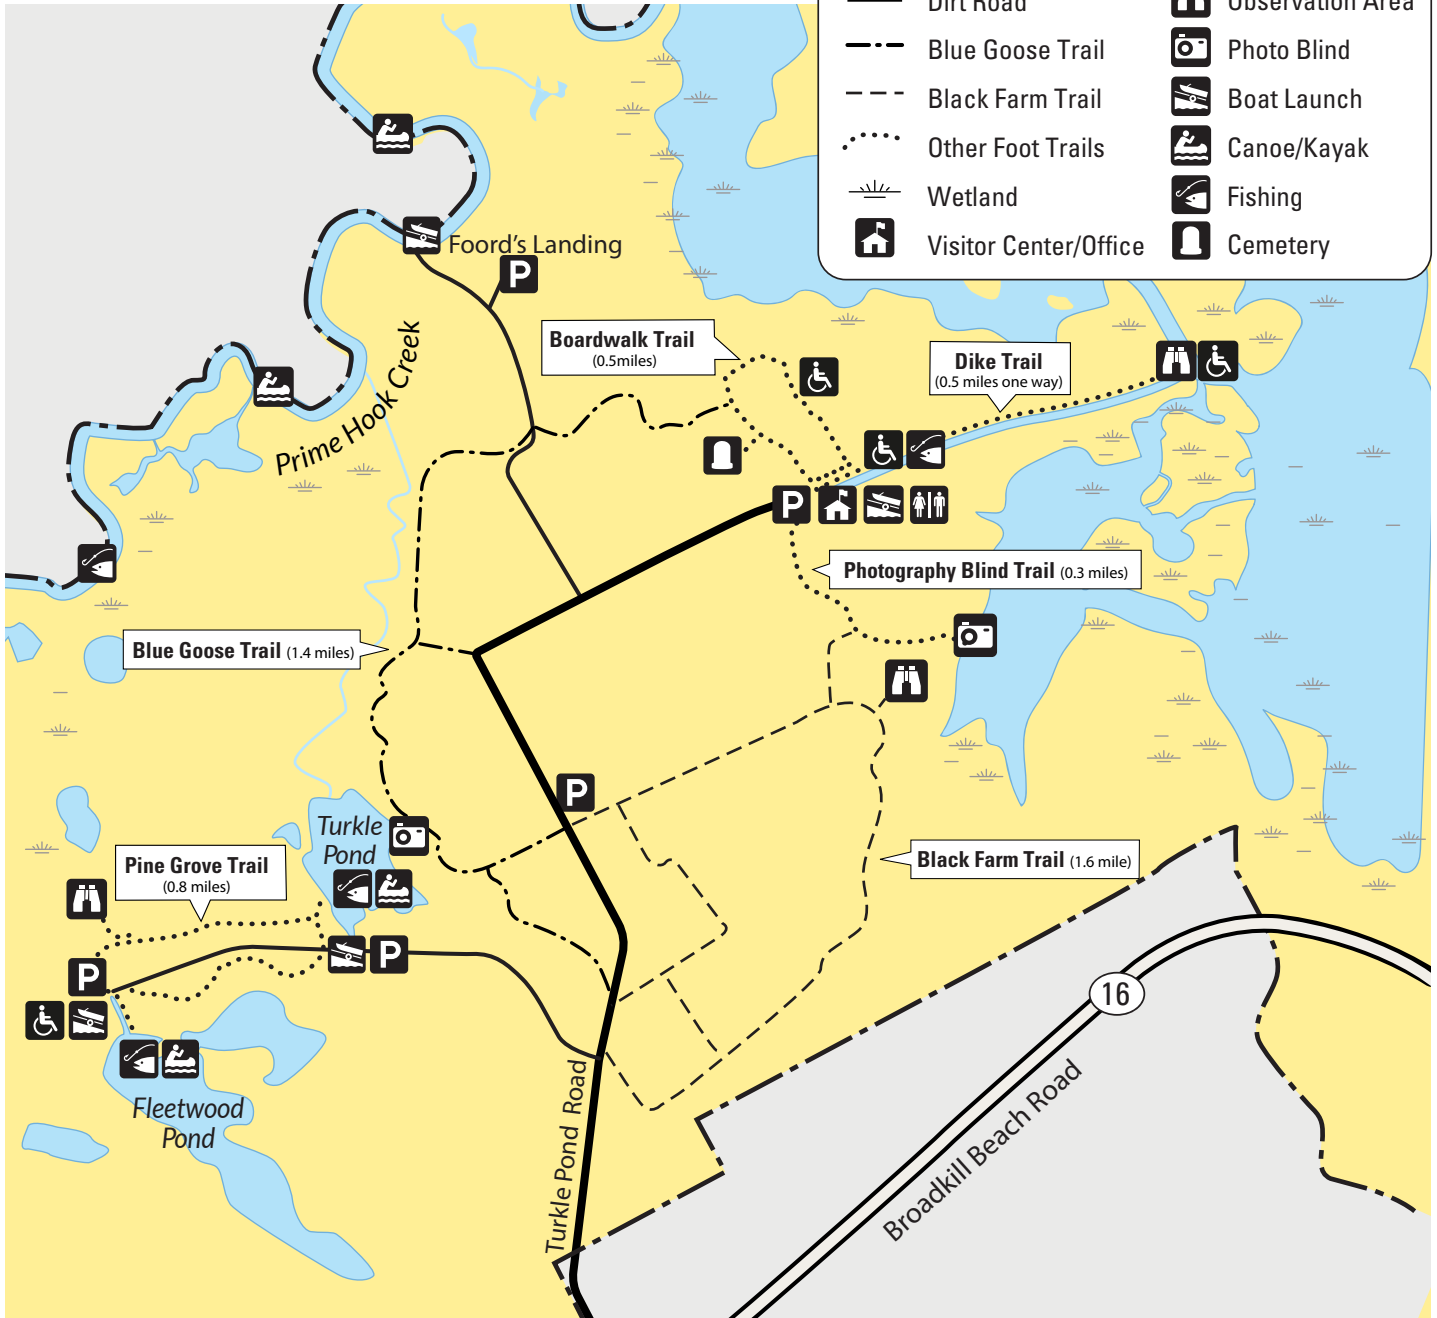 Dirt Road
Observation Area
Blue Goose Trail
Photo Blind
Black Farm Trail
Boat Launch
Other Foot Trails
Canoe/Kayak
Wetland
Fishing
Visitor Center/Office
Cemetery
Foord's Landing
P
Prime Hook Creek
Boardwalk Trail
(0.5miles)
Dike Trail
(0.5 miles one way)
P
Photography Blind Trail (0.3 miles)
Blue Goose Trail (1.4 miles)
P
Turkle
Pond
Pine Grove Trail
(0.8 miles)
Black Farm Trail (1.6 mile)
P
P
16
Fleetwood
Pond
Turkle Pond Road
Broadkill Beach Road